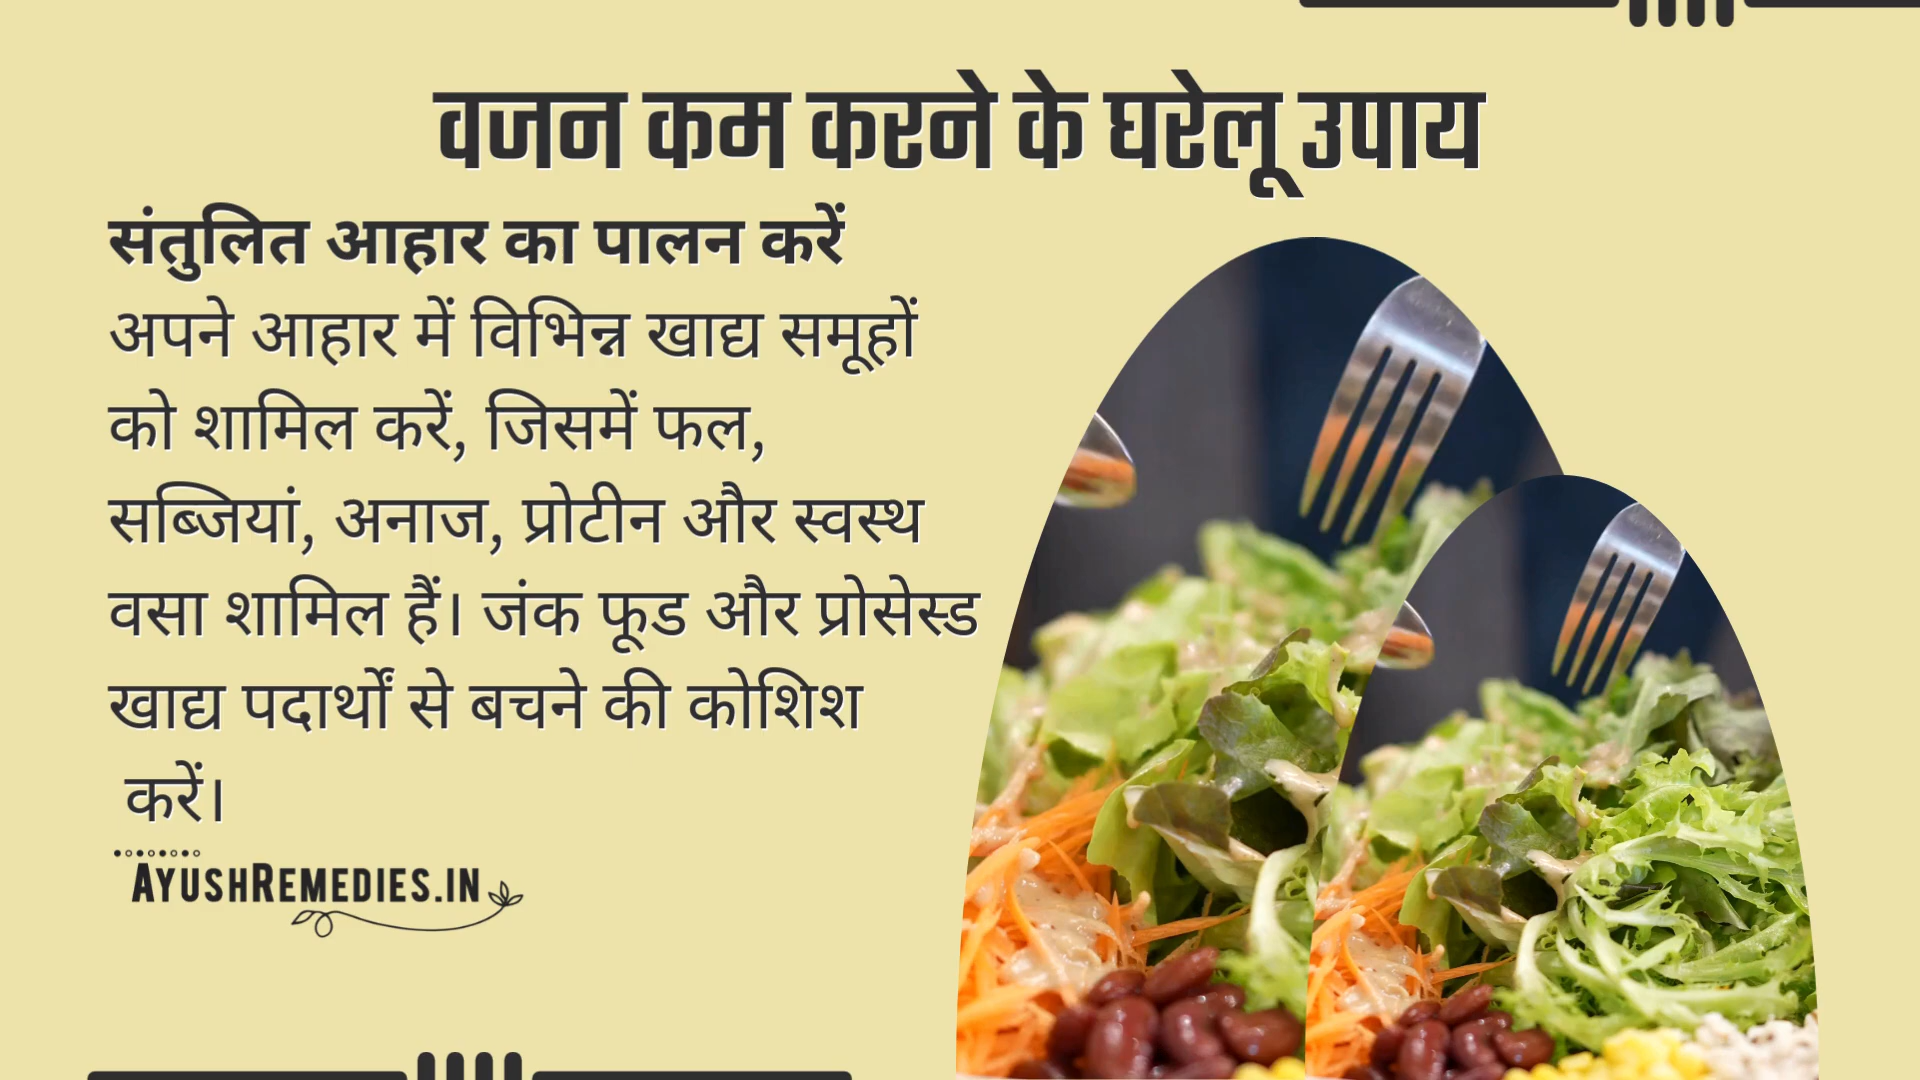 वजन कम करने के घरेलू उपाय
संतुलित आहार का पालन करें
अपने आहार में विभिन्न खाद्य समूहों
को शामिल करें, जिसमें फल,
सब्जियां, अनाज, प्रोटीन और स्वस्थ
वसा शामिल हैं। जंक फूड और प्रोसेस्ड
खाद्य पदार्थों से बचने की कोशिश
करें।
AYUSHREMEDIES.IN